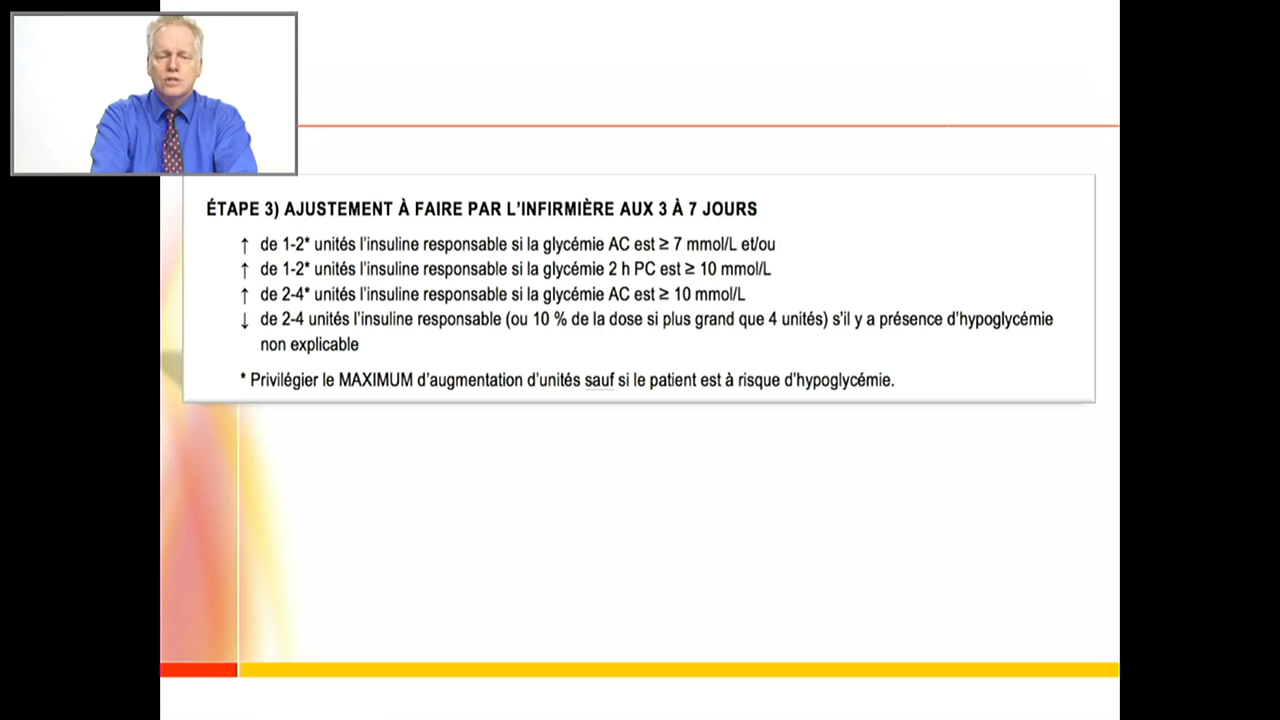 ÉTAPE 3) AJUSTEMENT À FAIRE PAR L'INFIRMIÈRE AUX 3 À 7 JOURS
↑ de 1-2* unités l'insuline responsable si la glycémie AC est ≥ 7 mmol/L et/ou
↑ de 1-2* unités l'insuline responsable si la glycémie 2 h PC est ≥ 10 mmol/L
↑ de 2-4* unités l'insuline responsable si la glycémie AC est ≥ 10 mmol/L
↓ de 2-4 unités l'insuline responsable (ou 10 % de la dose si plus grand que 4 unités) s'il y a présence d'hypoglycémie
non explicable
* Privilégier le MAXIMUM d'augmentation d'unités sauf si le patient est à risque d'hypoglycémie.